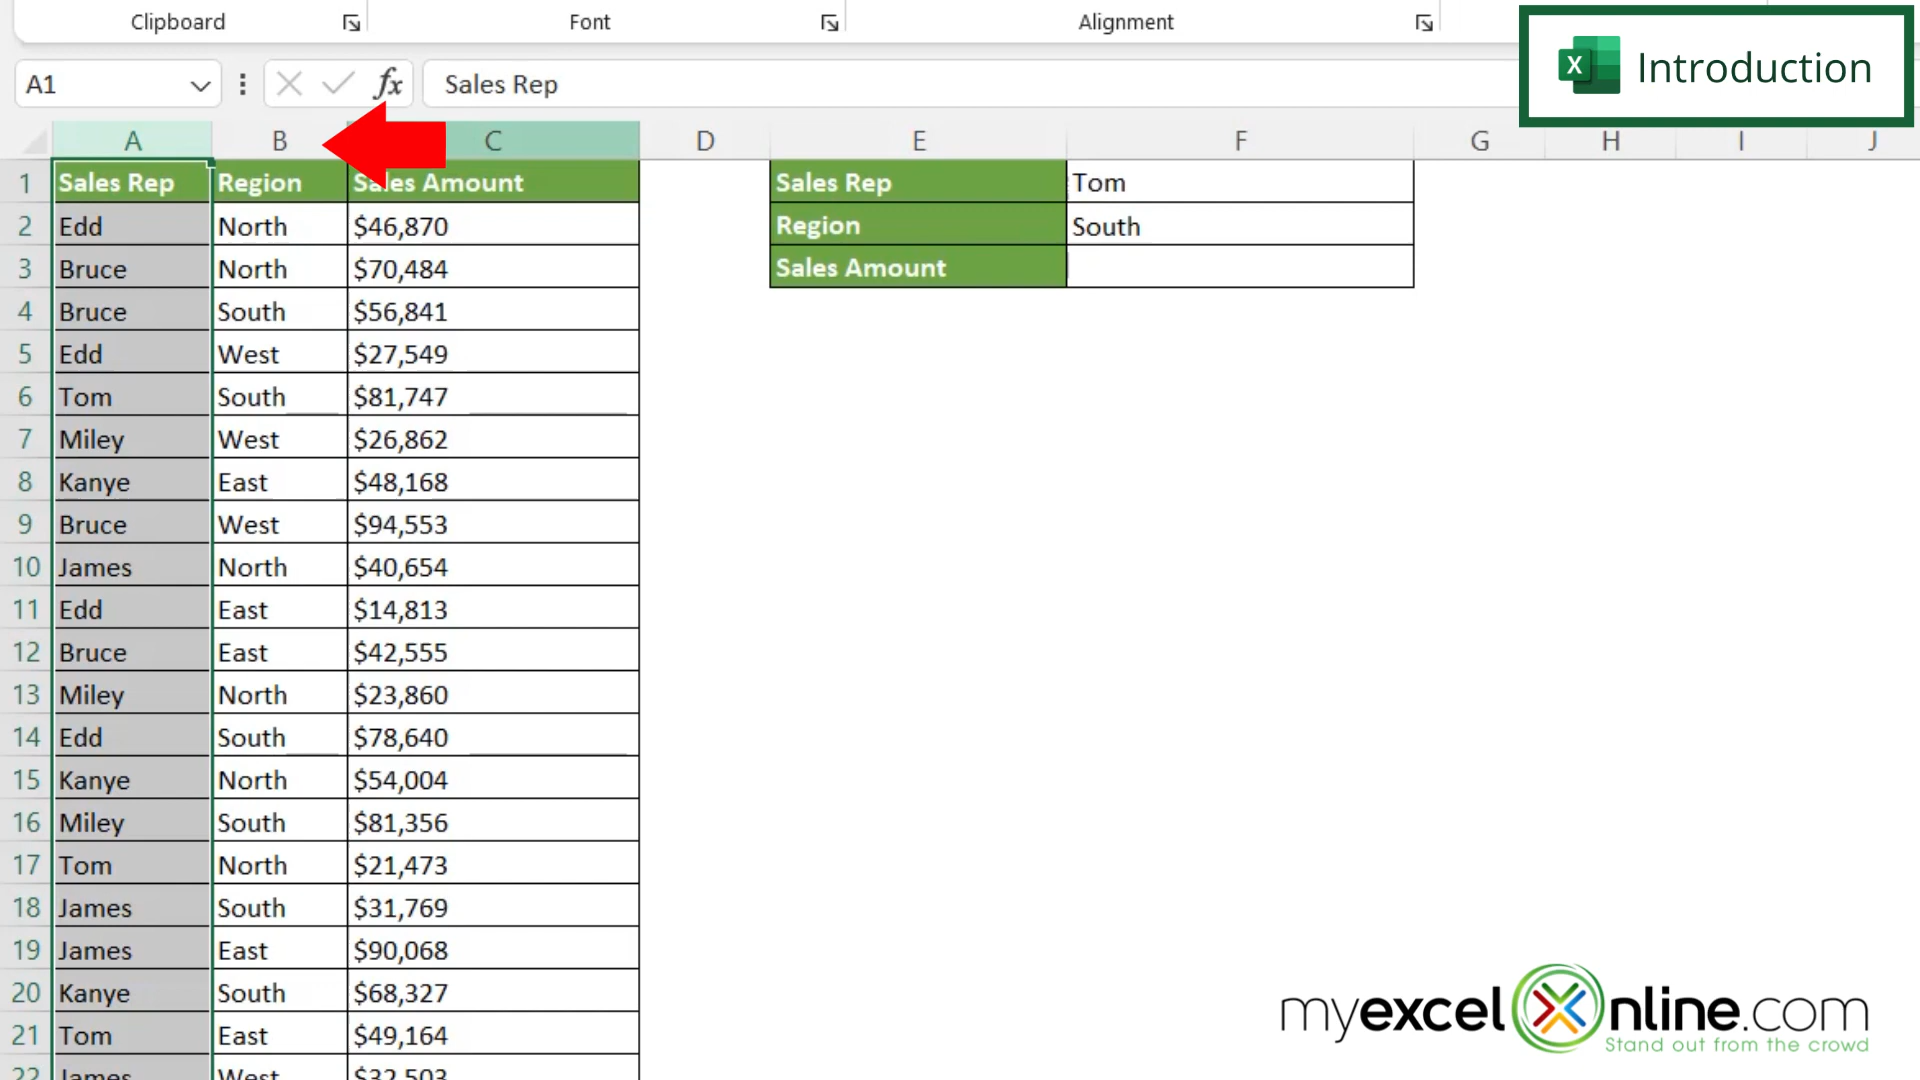 Clipboard Font Alignment
X Introduction
A1 fx Sales Rep
A B C D E F G H I J
1 Sales Rep Region Sales Amount Sales Rep Tom
2 Edd North $46,870 Region South
3 Bruce North $70,484 Sales Amount
4 Bruce South $56,841
5 Edd West $27,549
6 Tom South $81,747
7 Miley West $26,862
8 Kanye East $48,168
9 Bruce West $94,553
10 James North $40,654
11 Edd East $14,813
12 Bruce East $42,555
13 Miley North $23,860
14 Edd South $78,640
15 Kanye North $54,004
16 Miley South $81,356
17 Tom North $21,473
18 James South $31,769
19 James East $90,068
20 Kanye South $68,327
21 Tom East $49,164
22 James West $32,503
myexcelonline.com
Stand out from the crowd